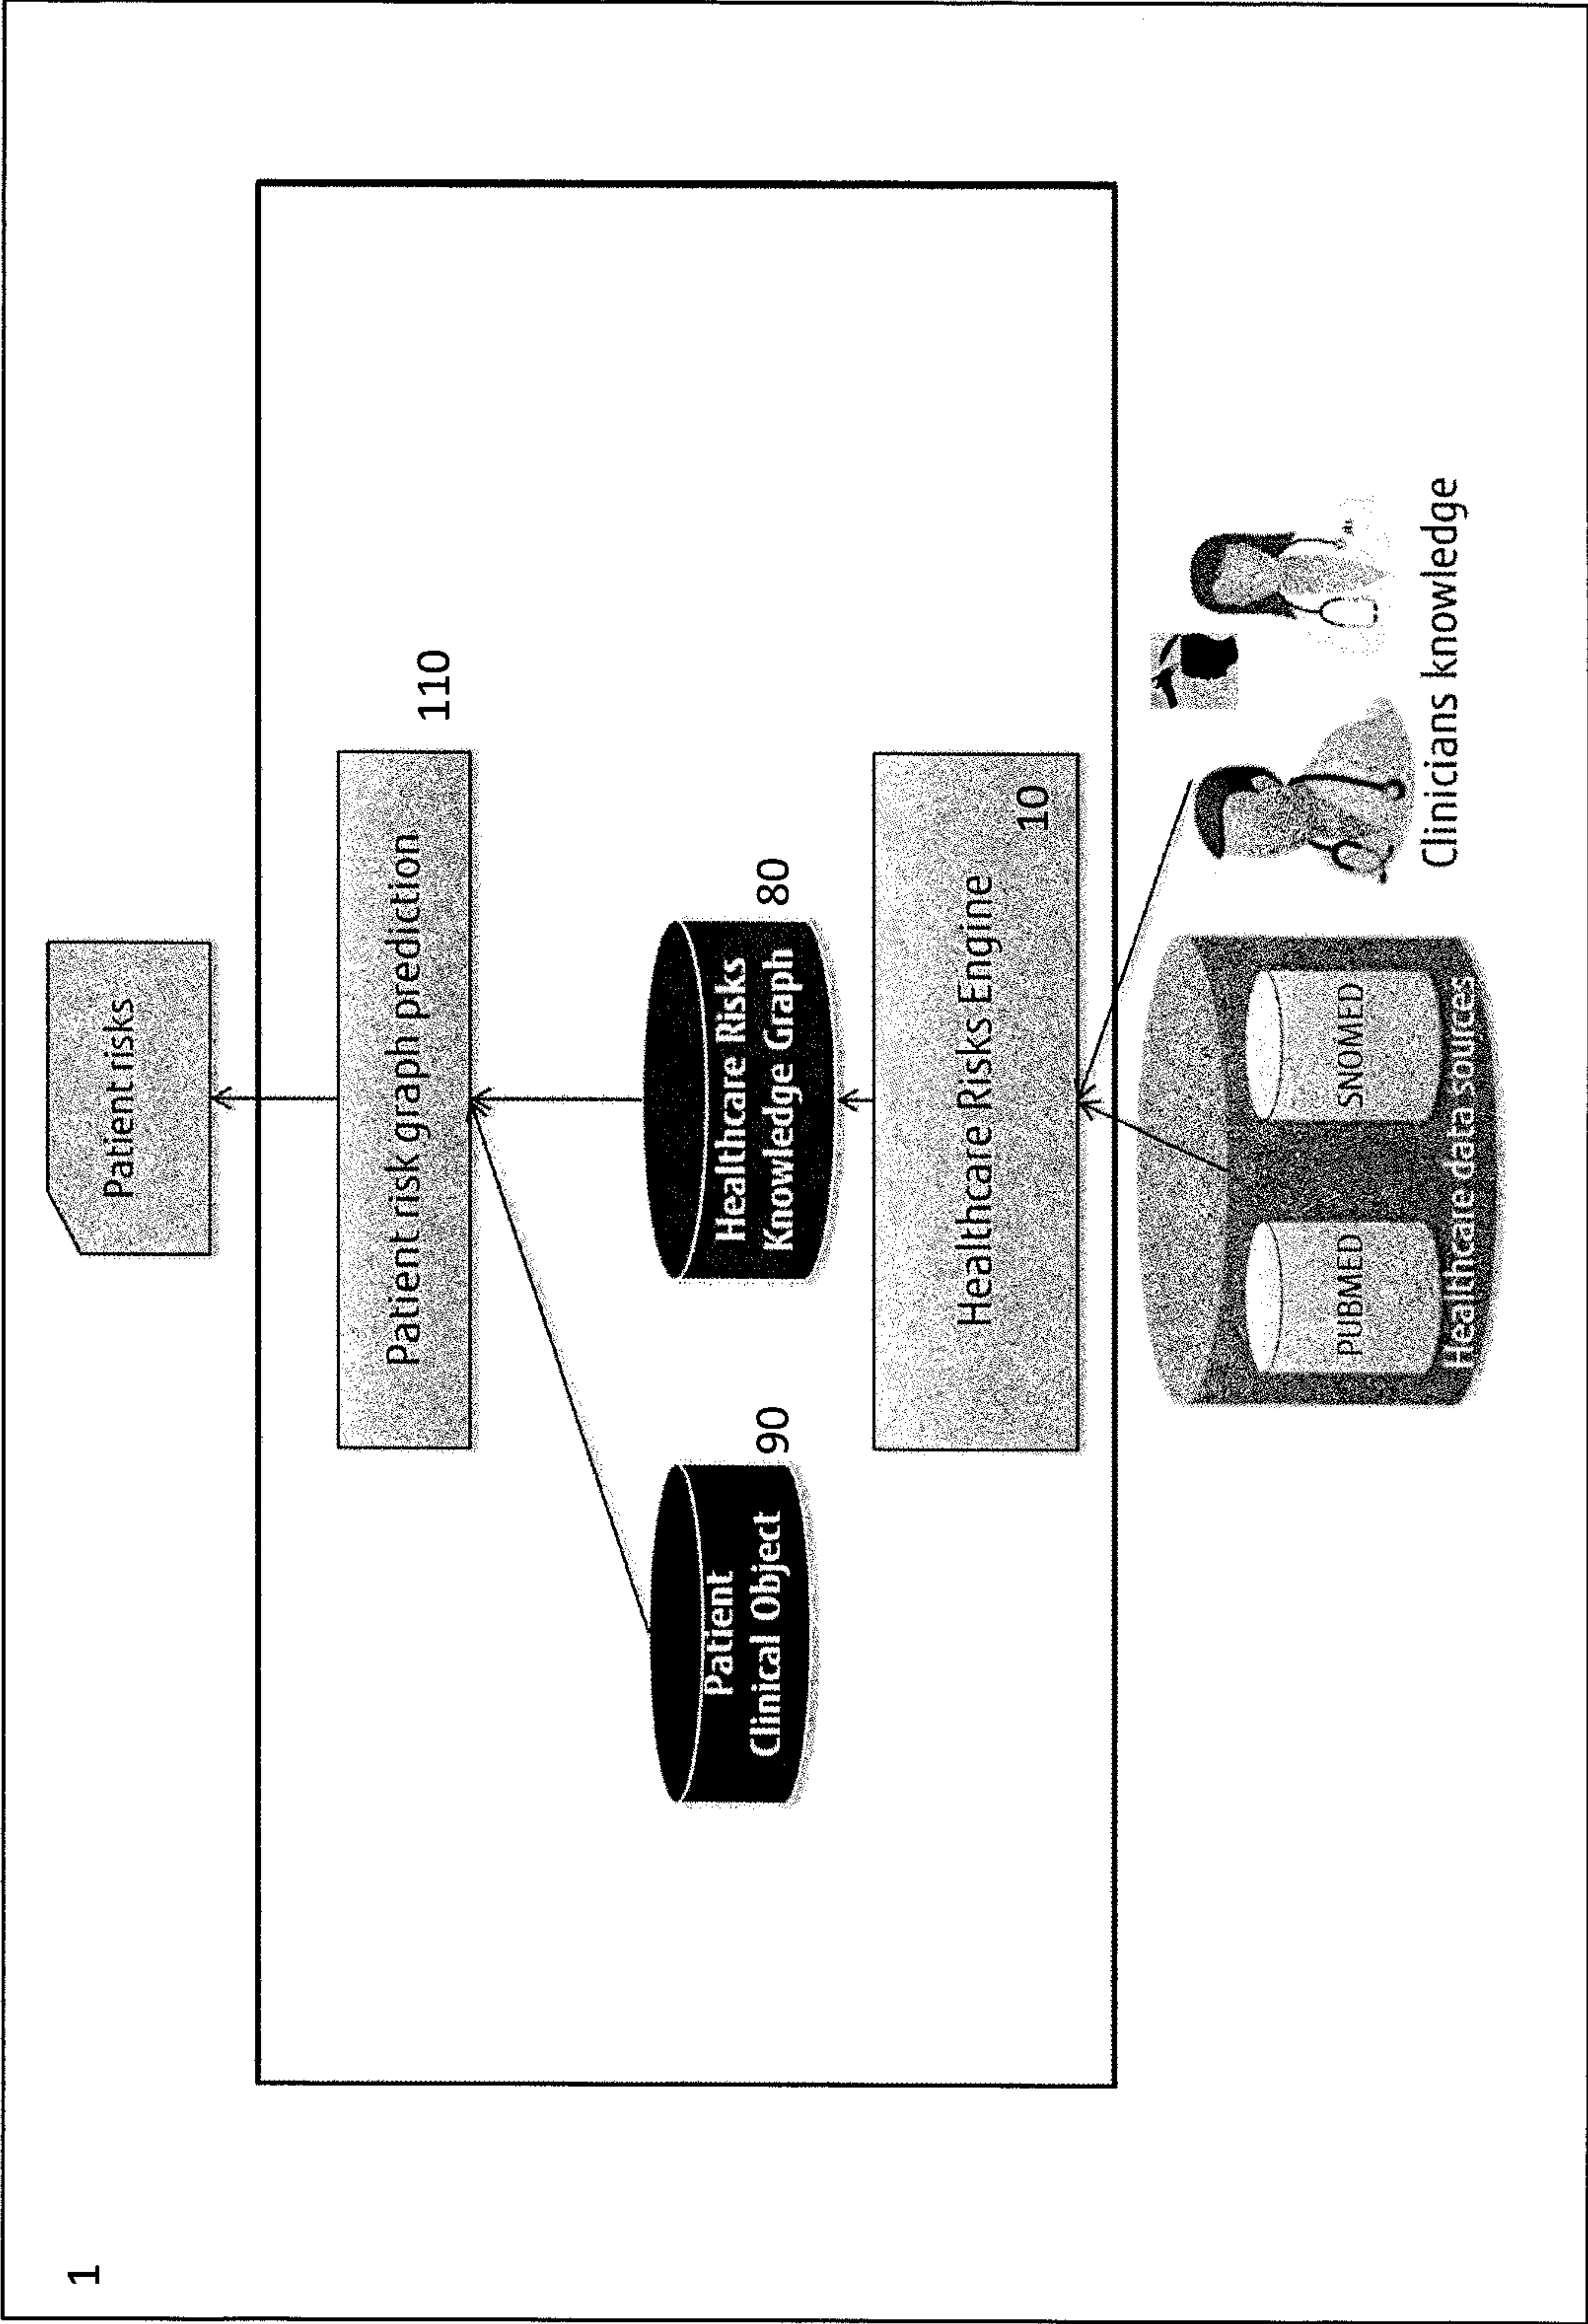 1
Patient risks
Patient risk graph prediction
110
Patient
Clinical Object
90
Healthcare Risks
Knowledge Graph
80
Healthcare Risks Engine
10
PUBMED
SNOMED
Healthcare data sources
Clinicians knowledge